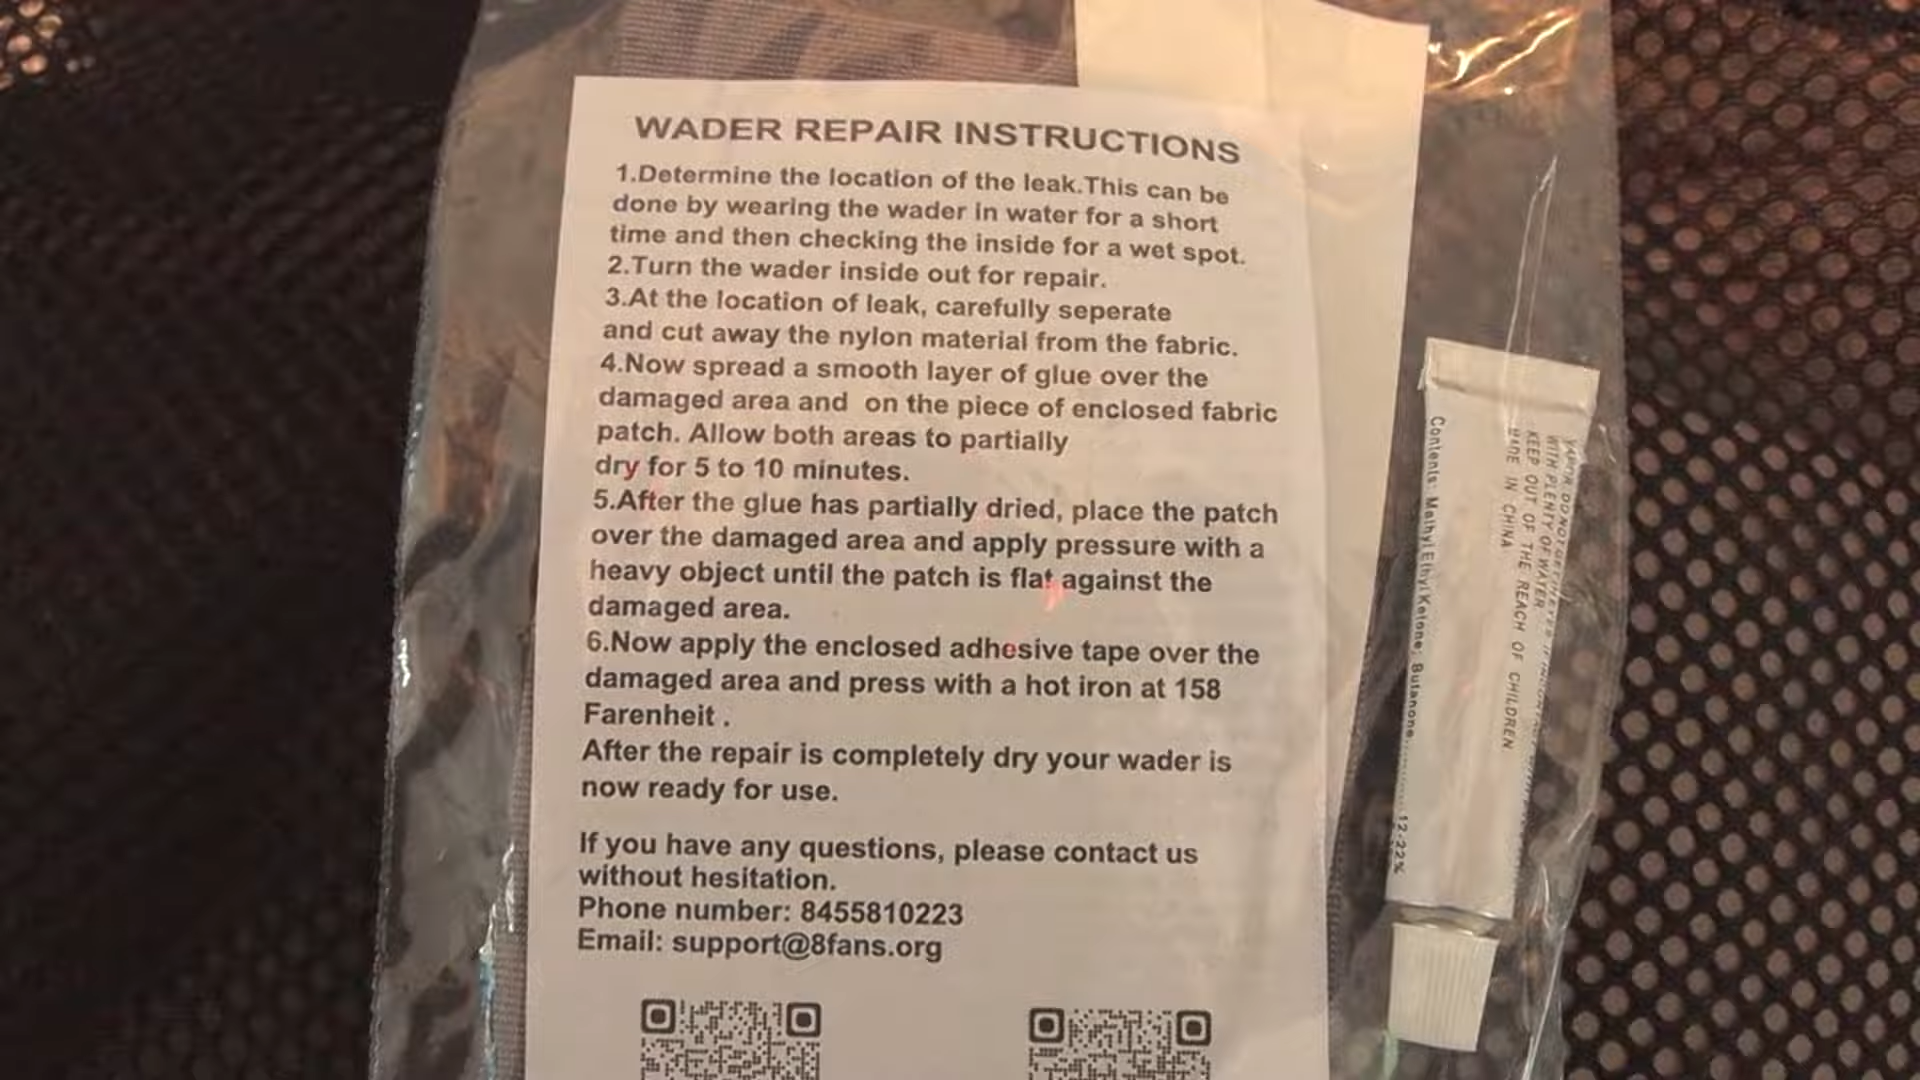 WADER REPAIR INSTRUCTIONS
1.Determine the location of the leak.This can be
done by wearing the wader in water for a short
time and then checking the inside for a wet spot.
2.Turn the wader inside out for repair.
3.At the location of leak, carefully seperate
and cut away the nylon material from the fabric.
4.Now spread a smooth layer of glue over the
damaged area and  on the piece of enclosed fabric
patch. Allow both areas to partially
dry for 5 to 10 minutes.
5.After the glue has partially dried, place the patch
over the damaged area and apply pressure with a
heavy object until the patch is flat against the
damaged area.
6.Now apply the enclosed adhesive tape over the
damaged area and press with a hot iron at 158
Farenheit .
After the repair is completely dry your wader is
now ready for use.
If you have any questions, please contact us
without hesitation.
Phone number: 8455810223
Email: support@8fans.org
WITH PLENTY OF WATER
KEEP OUT OF THE REACH OF CHILDREN
MADE IN CHINA
Contents: Methyl Ethyl Ketone; Butanone.......... 12-22%